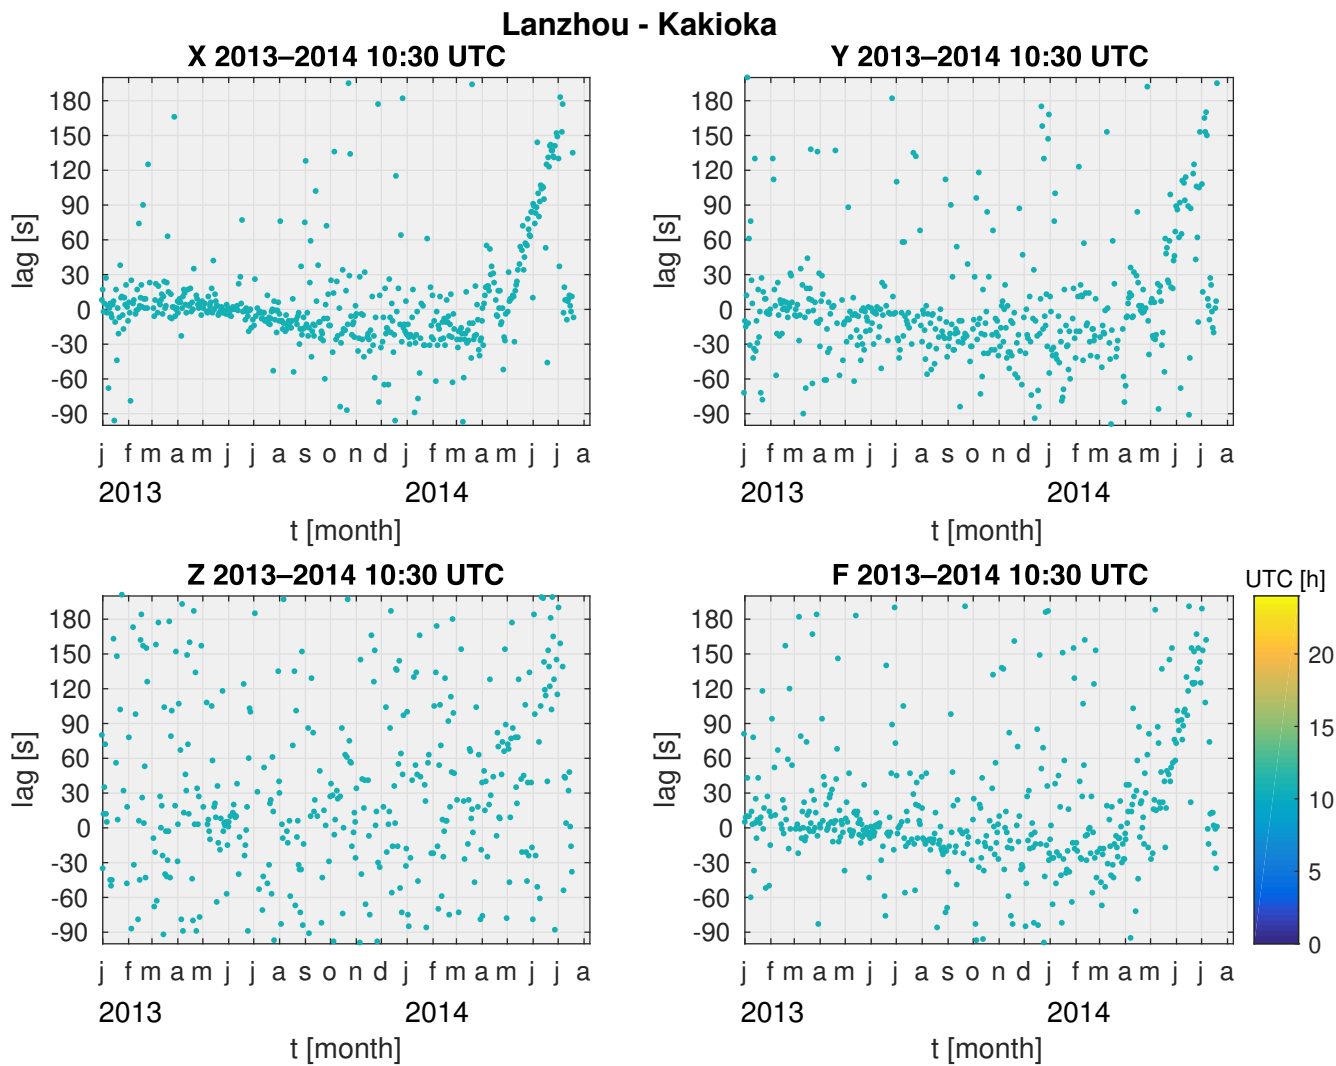 Lanzhou - Kakioka
X 2013–2014 10:30 UTC
lag [s]
180
150
120
90
60
30
0
-30
-60
-90
j f m a m j j a s o n d j f m a m j j a
2013 2014
t [month]
Y 2013–2014 10:30 UTC
lag [s]
180
150
120
90
60
30
0
-30
-60
-90
j f m a m j j a s o n d j f m a m j j a
2013 2014
t [month]
Z 2013–2014 10:30 UTC
lag [s]
180
150
120
90
60
30
0
-30
-60
-90
j f m a m j j a s o n d j f m a m j j a
2013 2014
t [month]
F 2013–2014 10:30 UTC
lag [s]
180
150
120
90
60
30
0
-30
-60
-90
j f m a m j j a s o n d j f m a m j j a
2013 2014
t [month]
UTC [h]
20
15
10
5
0